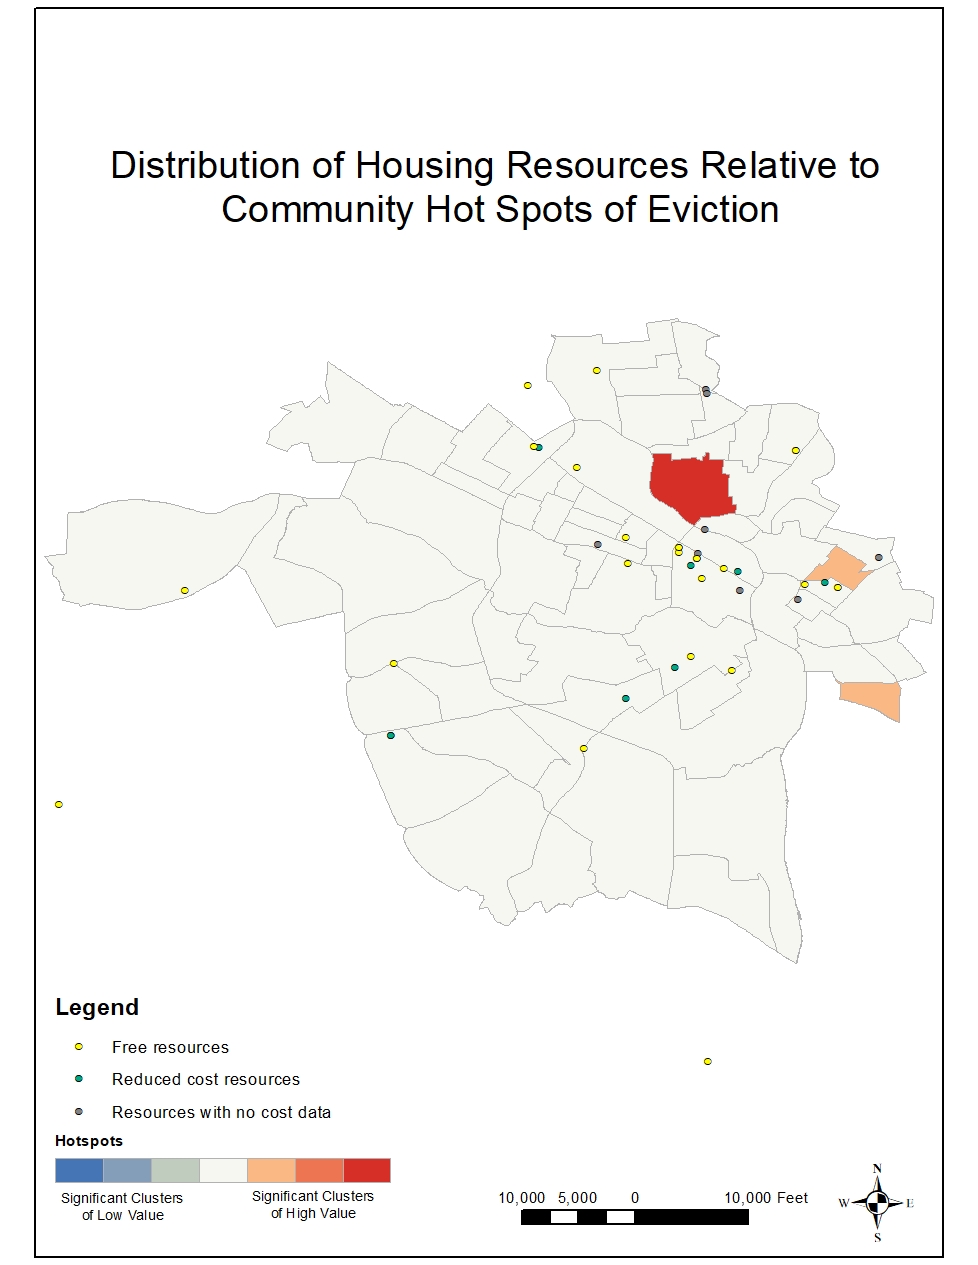 Distribution of Housing Resources Relative to
Community Hot Spots of Eviction
Legend
Free resources
Reduced cost resources
Resources with no cost data
Hotspots
Significant Clusters
of Low Value
Significant Clusters
of High Value
10,000 5,000 0 10,000 Feet
N
W E
S